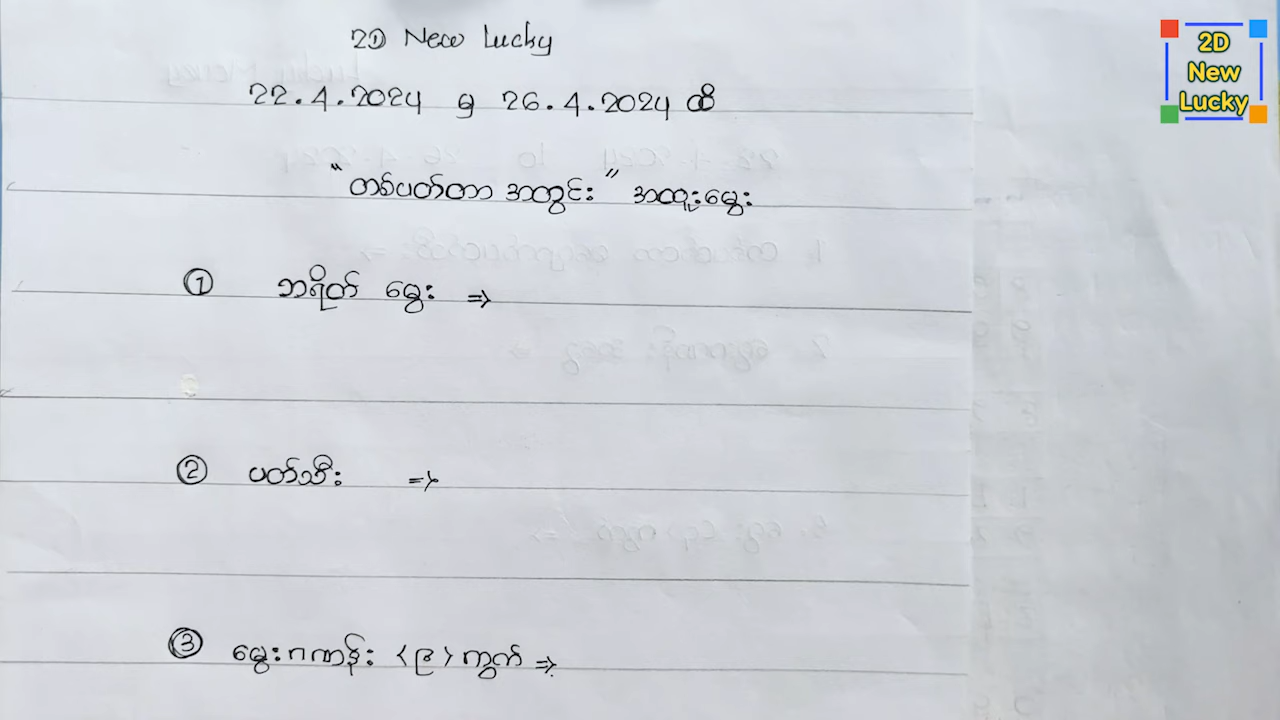 2D New Lucky
22.4.2024 မှ 26.4.2024 ထိ
"တစ်ပတ်တာ အတွင်း" အထူးမွေး
① ဘရိတ် မွေး ⇒
② ပတ်သီး ⇒
③ မွေးဂဏန်း (၉) ကွက် ⇒
2D
New
Lucky